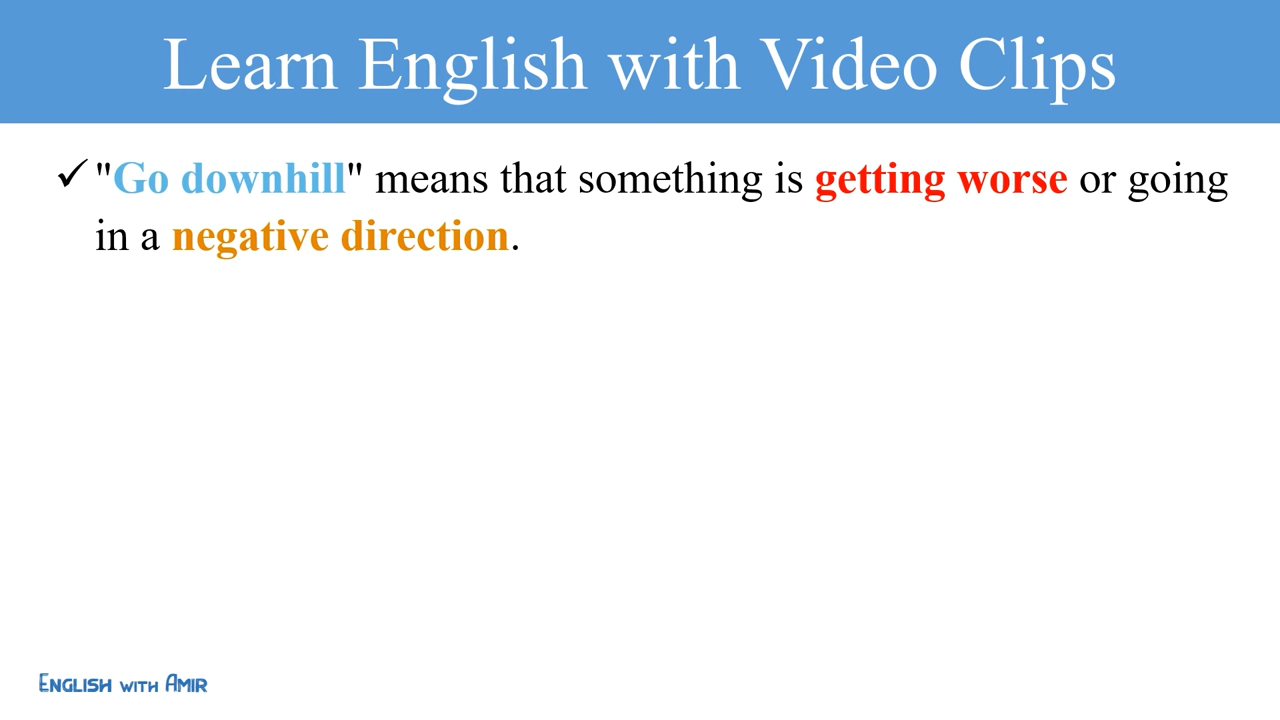 Learn English with Video Clips
✓ "Go downhill" means that something is getting worse or going
in a negative direction.
English with Amir